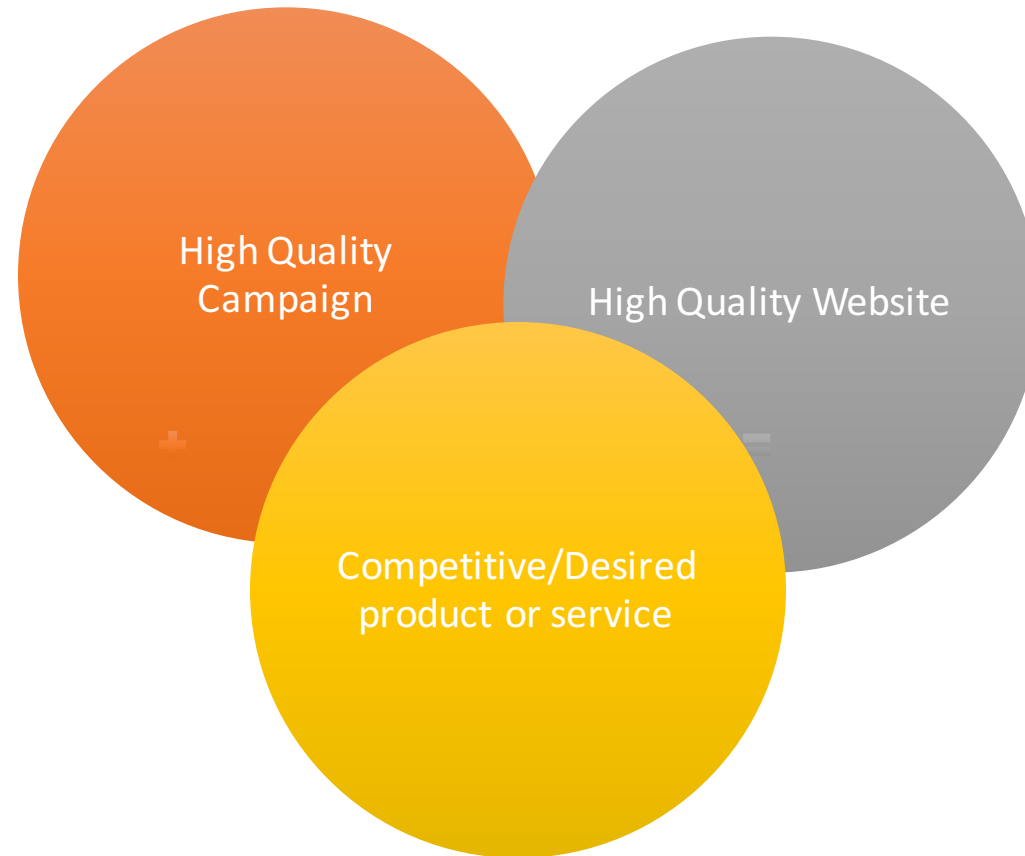 High Quality
Campaign
High Quality Website
Competitive/Desired
product or service